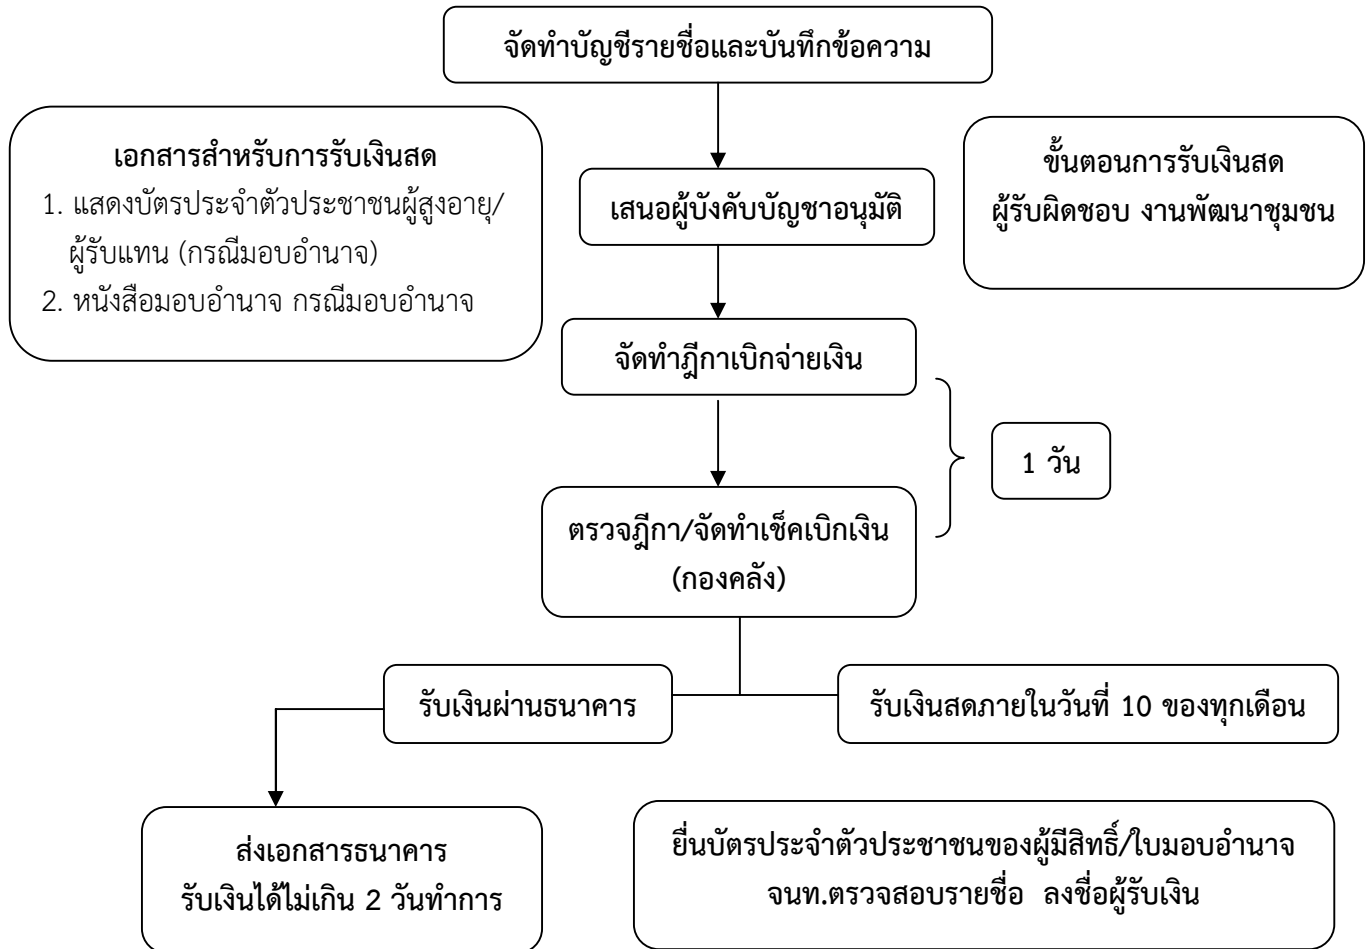 จัดทำบัญชีรายชื่อและบันทึกข้อความ
เอกสารสำหรับการรับเงินสด
1. แสดงบัตรประจำตัวประชาชนผู้สูงอายุ/
ผู้รับแทน (กรณีมอบอำนาจ)
2. หนังสือมอบอำนาจ กรณีมอบอำนาจ
เสนอผู้บังคับบัญชาอนุมัติ
ขั้นตอนการรับเงินสด
ผู้รับผิดชอบ งานพัฒนาชุมชน
จัดทำฎีกาเบิกจ่ายเงิน
1 วัน
ตรวจฎีกา/จัดทำเช็คเบิกเงิน
(กองคลัง)
รับเงินผ่านธนาคาร
รับเงินสดภายในวันที่ 10 ของทุกเดือน
ส่งเอกสารธนาคาร
รับเงินได้ไม่เกิน 2 วันทำการ
ยื่นบัตรประจำตัวประชาชนของผู้มีสิทธิ์/ใบมอบอำนาจ
จนท.ตรวจสอบรายชื่อ ลงชื่อผู้รับเงิน